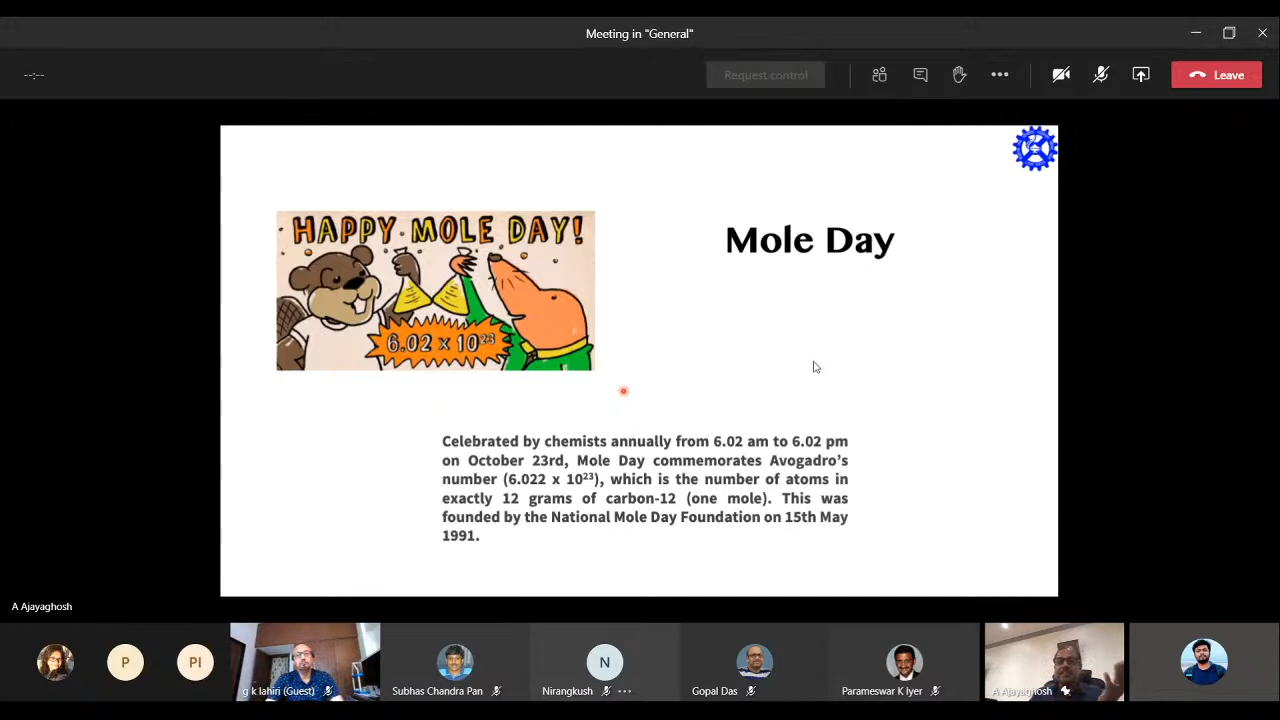 Meeting in "General"
--:--
Request control
Leave
HAPPY MOLE DAY!
6.02 x 10²³
Mole Day
Celebrated by chemists annually from 6.02 am to 6.02 pm
on October 23rd, Mole Day commemorates Avogadro's
number (6.022 x 10²³), which is the number of atoms in
exactly 12 grams of carbon-12 (one mole). This was
founded by the National Mole Day Foundation on 15th May
1991.
A Ajayaghosh
P
PI
g k lahiri (Guest)
Subhas Chandra Pan
N
Nirangkush
Gopal Das
Parameswar K Iyer
A Ajayaghosh